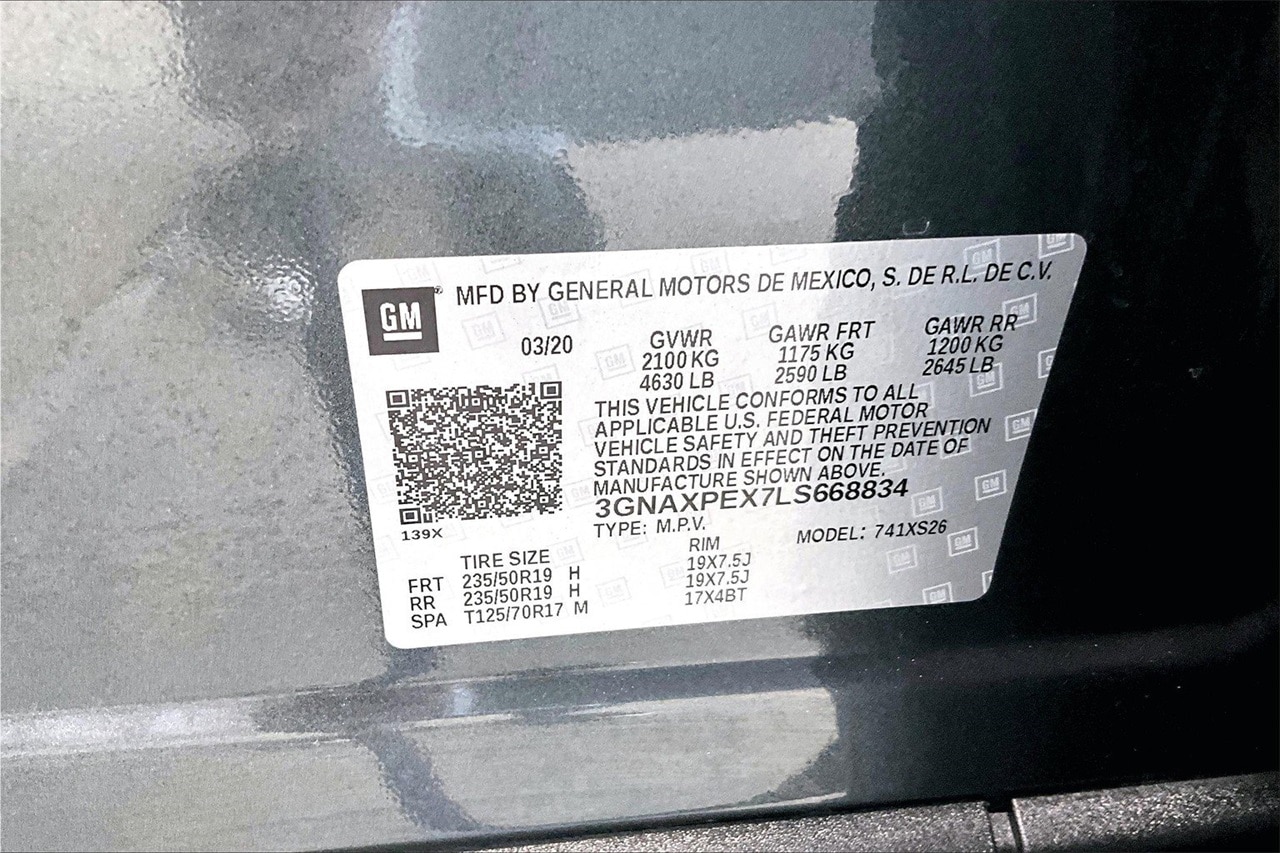 GM
MFD BY GENERAL MOTORS DE MEXICO, S. DE R.L. DE C.V.
03/20
GVWR GAWR FRT GAWR RR
2100 KG 1175 KG 1200 KG
4630 LB 2590 LB 2645 LB
THIS VEHICLE CONFORMS TO ALL
APPLICABLE U.S. FEDERAL MOTOR
VEHICLE SAFETY AND THEFT PREVENTION
STANDARDS IN EFFECT ON THE DATE OF
MANUFACTURE SHOWN ABOVE.
3GNAXPEX7LS668834
TYPE: M.P.V. MODEL: 741XS26
139X
TIRE SIZE RIM
FRT 235/50R19 H 19X7.5J
RR 235/50R19 H 19X7.5J
SPA T125/70R17 M 17X4BT